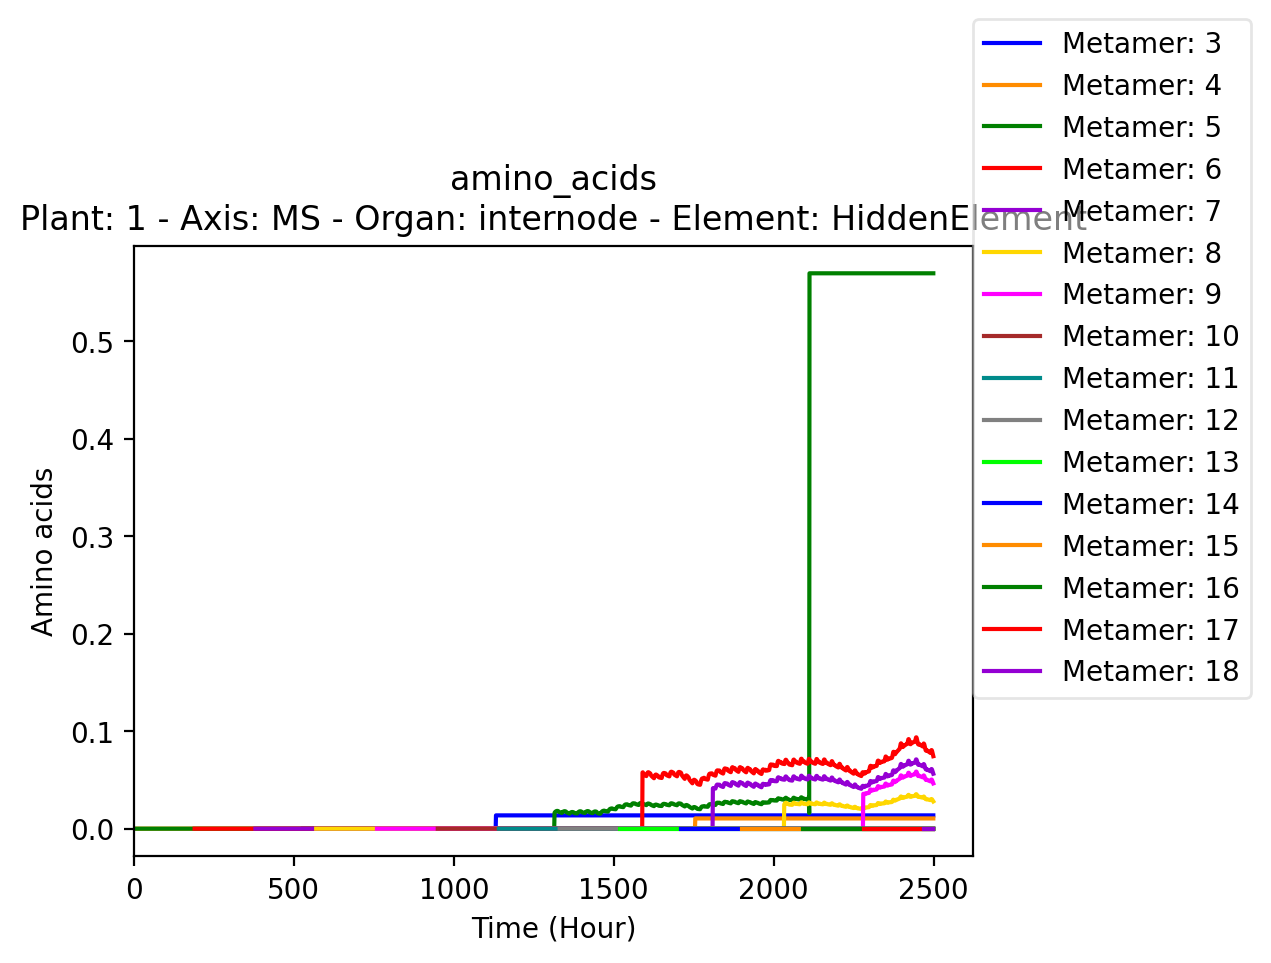 amino_acids
Plant: 1 - Axis: MS - Organ: internode - Element: HiddenElement
0.5
0.4
0.3
0.2
0.1
0.0
Amino acids
0 500 1000 1500 2000 2500
Time (Hour)
Metamer: 3
Metamer: 4
Metamer: 5
Metamer: 6
Metamer: 7
Metamer: 8
Metamer: 9
Metamer: 10
Metamer: 11
Metamer: 12
Metamer: 13
Metamer: 14
Metamer: 15
Metamer: 16
Metamer: 17
Metamer: 18